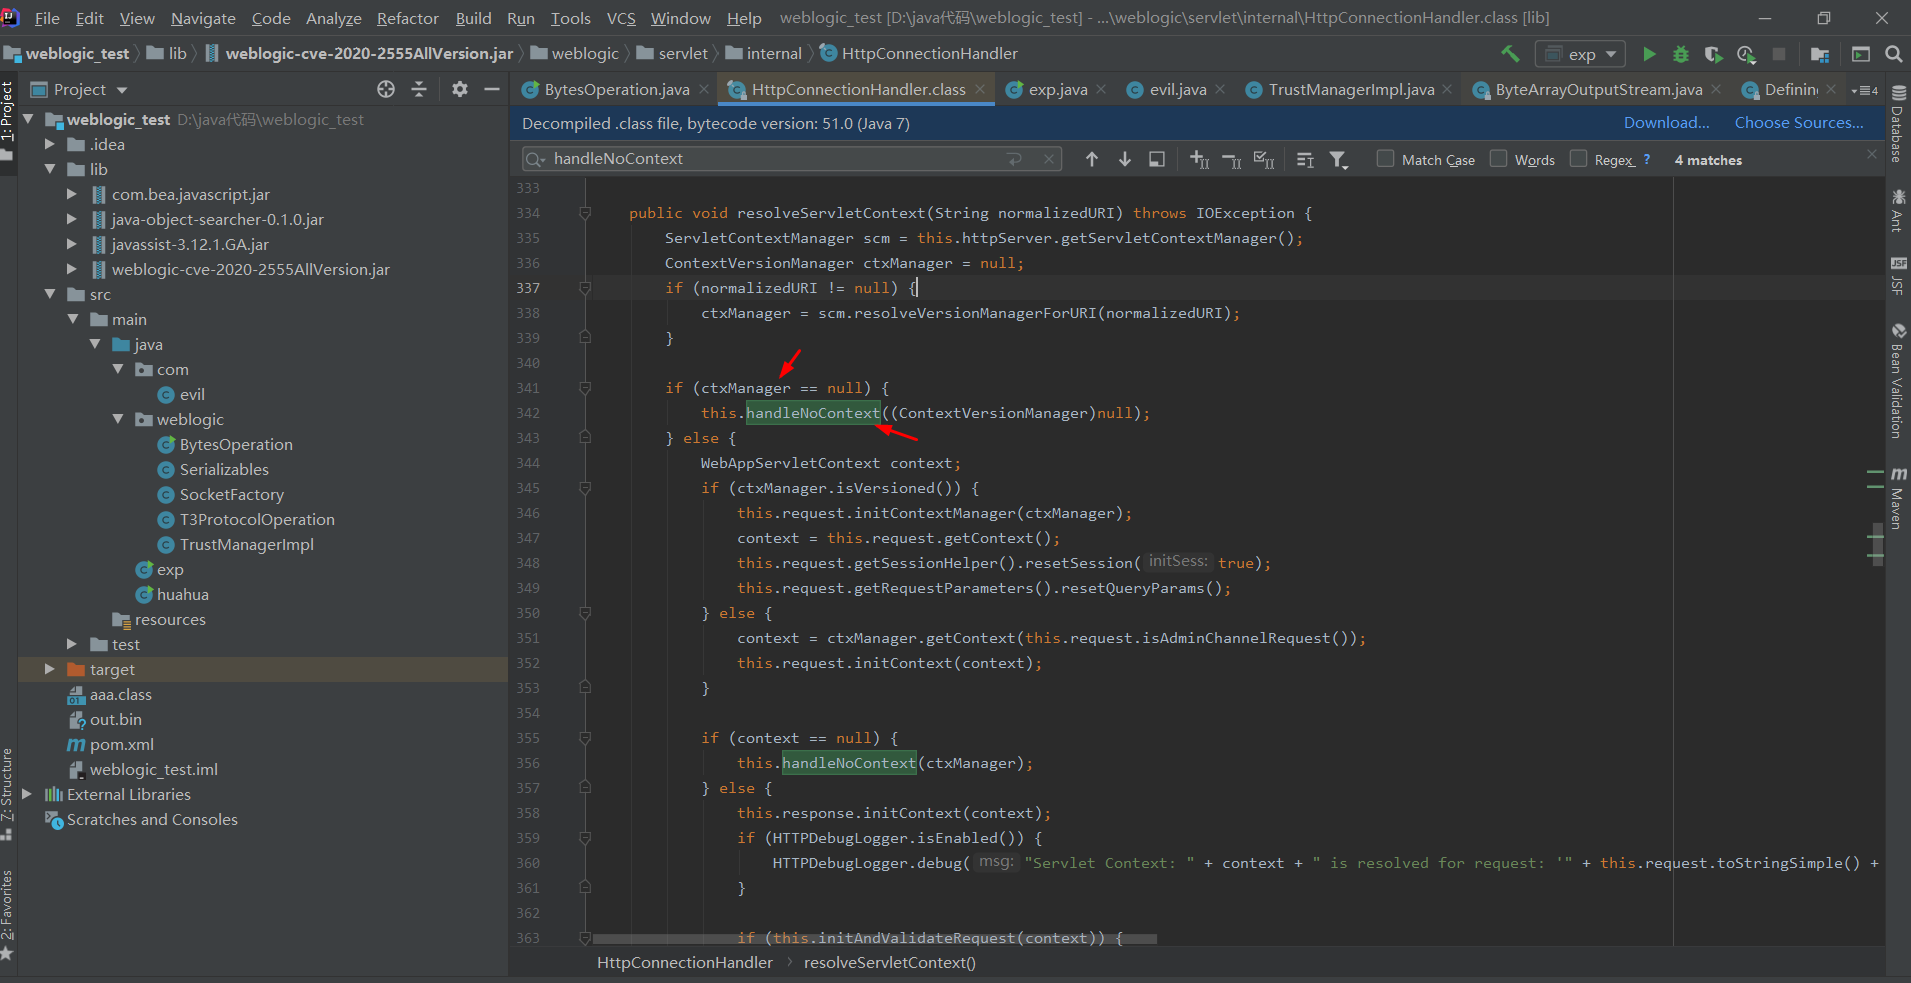 File Edit View Navigate Code Analyze Refactor Build Run Tools VCS Window Help weblogic_test [D:\java代码\weblogic_test] - ...\weblogic\servlet\internal\HttpConnectionHandler.class [lib]
weblogic_test lib weblogic-cve-2020-2555AllVersion.jar weblogic servlet internal HttpConnectionHandler exp
Project
BytesOperation.java HttpConnectionHandler.class exp.java evil.java TrustManagerImpl.java ByteArrayOutputStream.java Definin 4
Decompiled .class file, bytecode version: 51.0 (Java 7) Download... Choose Sources...
handleNoContext Match Case Words Regex ? 4 matches
1: Project
Z: Structure
2: Favorites
weblogic_test D:\java代码\weblogic_test
.idea
lib
com.bea.javascript.jar
java-object-searcher-0.1.0.jar
javassist-3.12.1.GA.jar
weblogic-cve-2020-2555AllVersion.jar
src
main
java
com
evil
weblogic
BytesOperation
Serializables
SocketFactory
T3ProtocolOperation
TrustManagerImpl
exp
huahua
resources
test
target
aaa.class
out.bin
pom.xml
weblogic_test.iml
External Libraries
Scratches and Consoles
333
334 public void resolveServletContext(String normalizedURI) throws IOException {
335 ServletContextManager scm = this.httpServer.getServletContextManager();
336 ContextVersionManager ctxManager = null;
337 if (normalizedURI != null) {
338 ctxManager = scm.resolveVersionManagerForURI(normalizedURI);
339 }
340
341 if (ctxManager == null) {
342 this.handleNoContext((ContextVersionManager)null);
343 } else {
344 WebAppServletContext context;
345 if (ctxManager.isVersioned()) {
346 this.request.initContextManager(ctxManager);
347 context = this.request.getContext();
348 this.request.getSessionHelper().resetSession( initSess: true);
349 this.request.getRequestParameters().resetQueryParams();
350 } else {
351 context = ctxManager.getContext(this.request.isAdminChannelRequest());
352 this.request.initContext(context);
353 }
354
355 if (context == null) {
356 this.handleNoContext(ctxManager);
357 } else {
358 this.response.initContext(context);
359 if (HTTPDebugLogger.isEnabled()) {
360 HTTPDebugLogger.debug( msg: "Servlet Context: " + context + " is resolved for request: '" + this.request.toStringSimple() +
361 }
362
363 if (this.initAndValidateRequest(context)) {
HttpConnectionHandler resolveServletContext()
Database
Ant
JSF
JSF
Bean Validation
m Maven